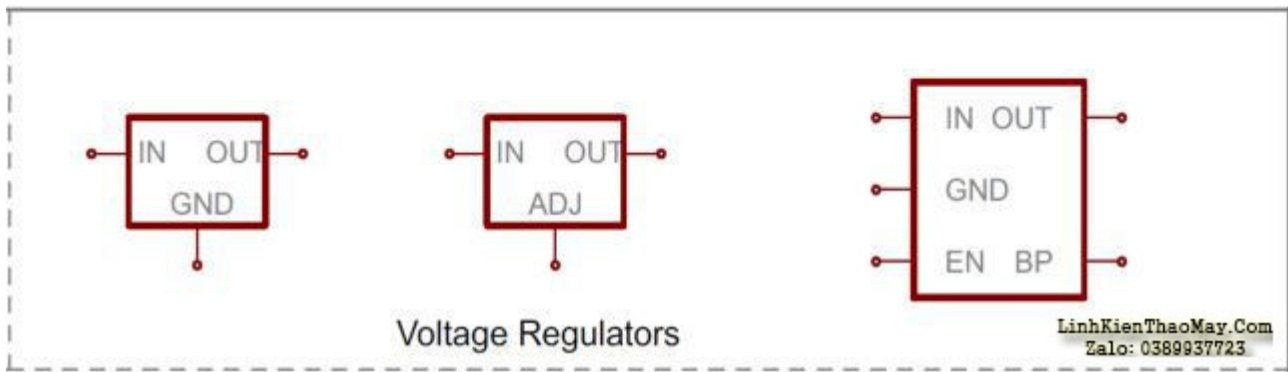 IN OUT
GND
IN OUT
ADJ
IN OUT
GND
EN BP
Voltage Regulators
LinhKienThaoMay.Com
Zalo: 0389937723